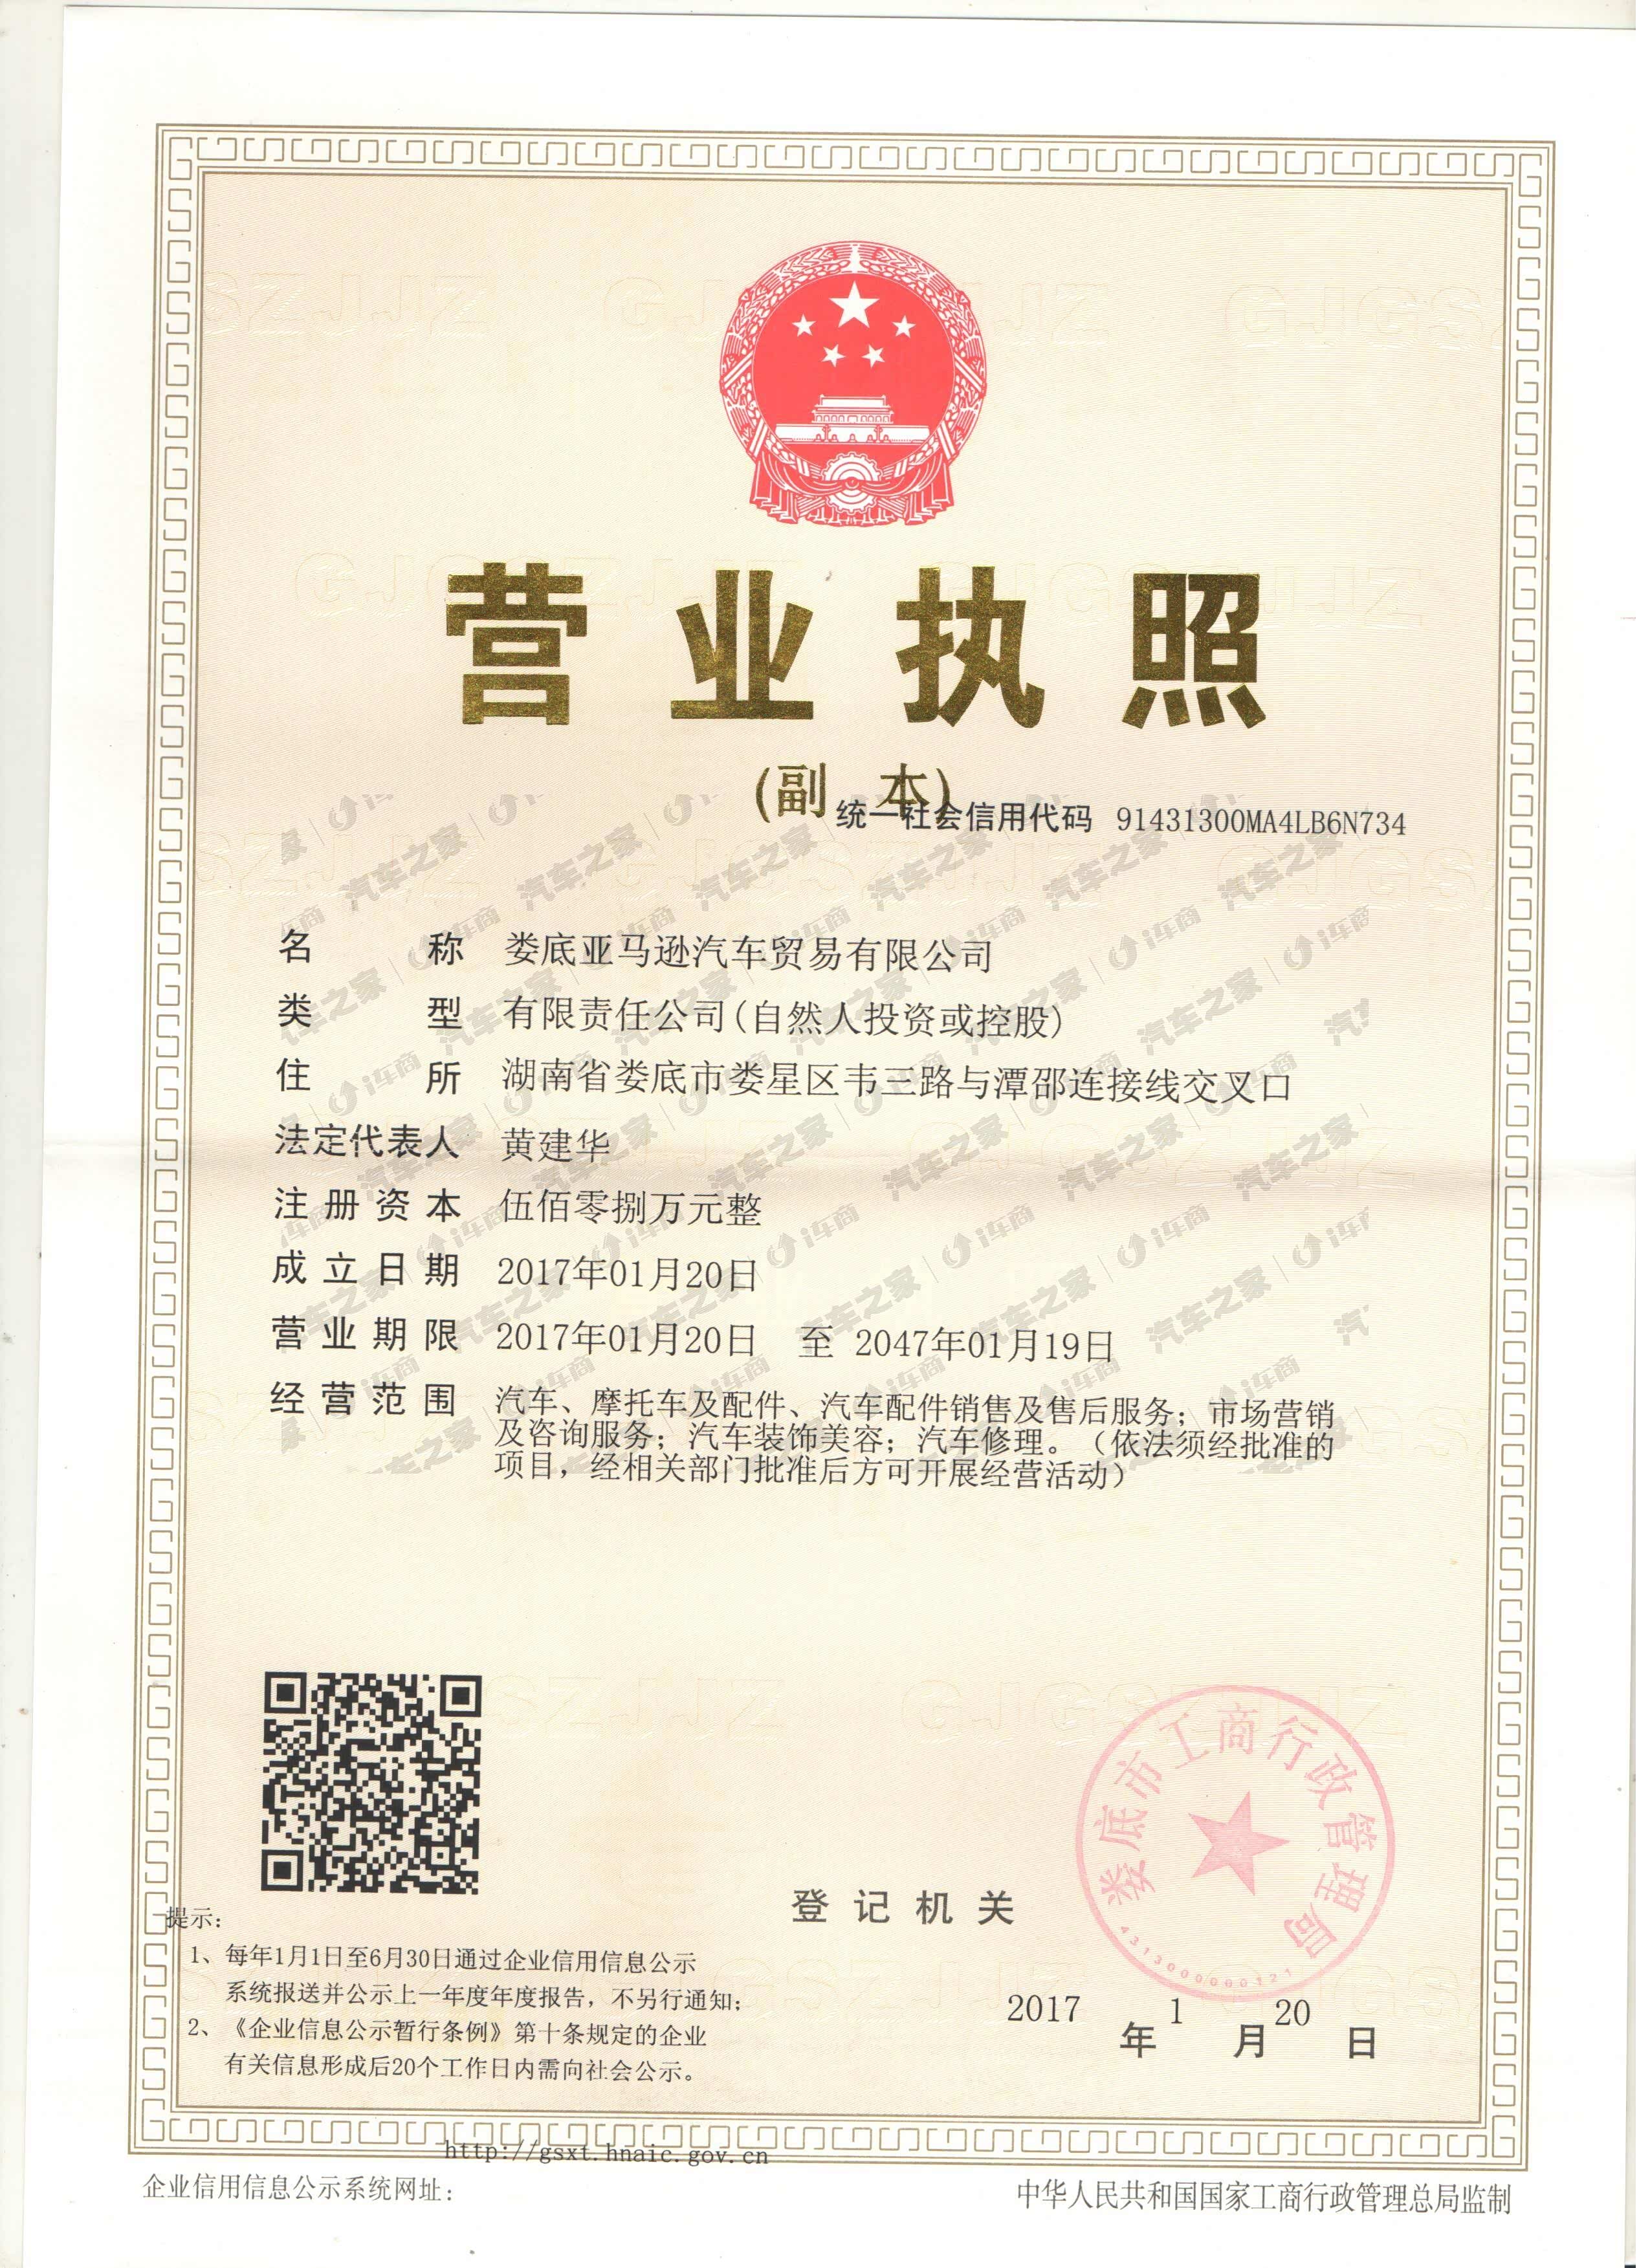 营业执照
(副 本)
统一社会信用代码 91431300MA4LB6N734
名称 娄底亚马逊汽车贸易有限公司
类型 有限责任公司(自然人投资或控股)
住所 湖南省娄底市娄星区韦三路与潭邵连接线交叉口
法定代表人 黄建华
注册资本 伍佰零捌万元整
成立日期 2017年01月20日
营业期限 2017年01月20日 至 2047年01月19日
经营范围 汽车、摩托车及配件、汽车配件销售及售后服务；市场营销
及咨询服务；汽车装饰美容；汽车修理。（依法须经批准的
项目，经相关部门批准后方可开展经营活动）
娄底市工商行政管理局
4313000000121
登记机关
提示：
1、每年1月1日至6月30日通过企业信用信息公示
系统报送并公示上一年度年度报告，不另行通知；
2、《企业信息公示暂行条例》第十条规定的企业
有关信息形成后20个工作日内需向社会公示。
2017年1月20日
http://gsxt.hnaic.gov.cn
企业信用信息公示系统网址：
中华人民共和国国家工商行政管理总局监制
汽车之家 i车商